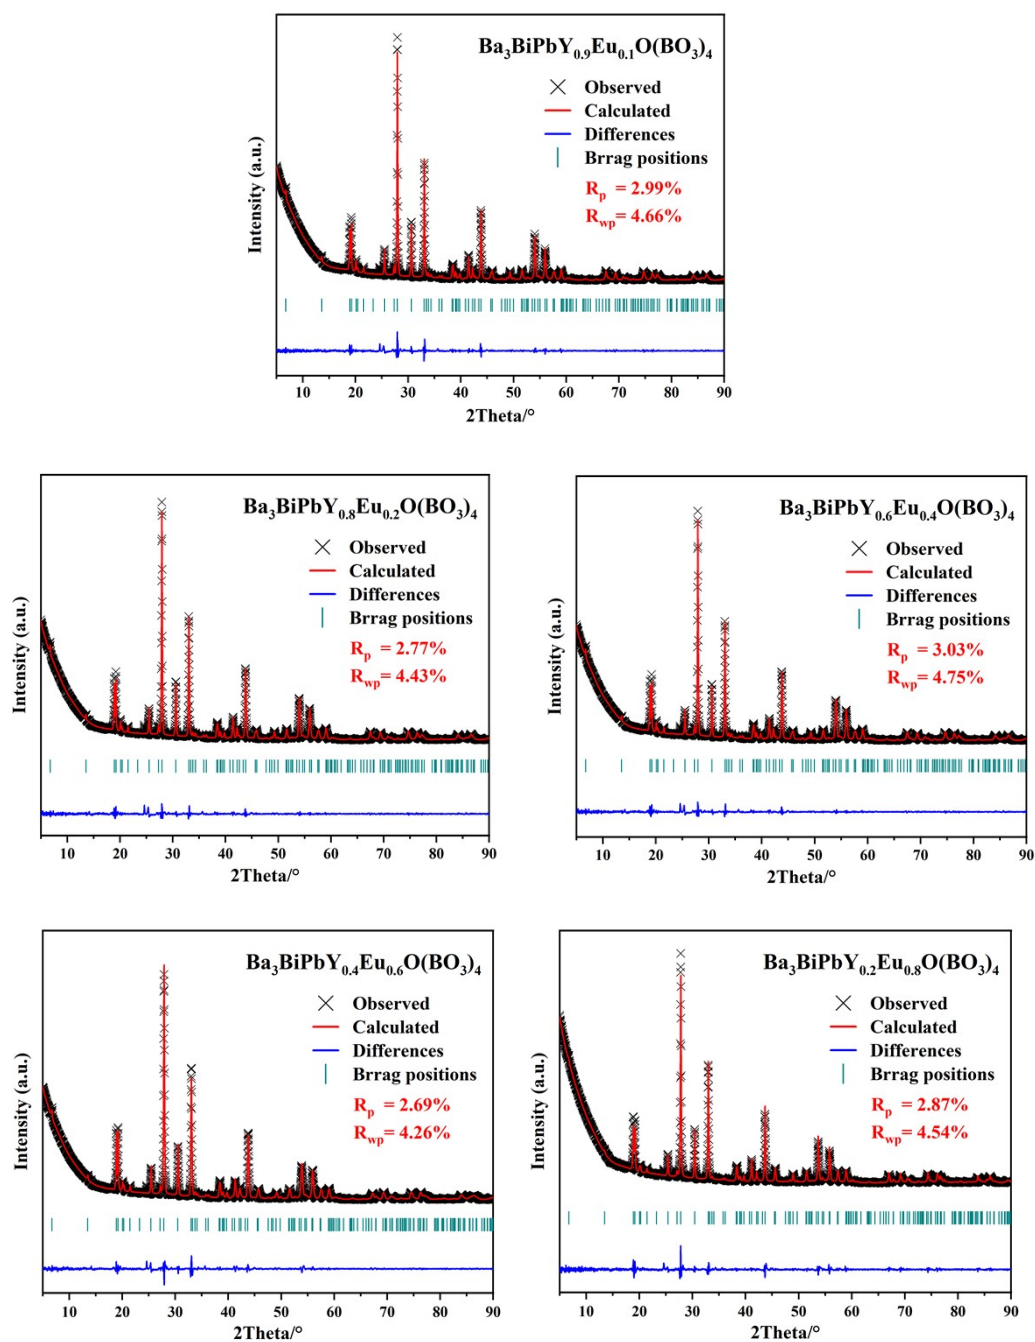 Ba₃BiPbY₀.₉Eu₀.₁O(BO₃)₄
Observed
Calculated
Differences
Brrag positions
Rₚ = 2.99%
R_wp = 4.66%
Intensity (a.u.)
10 20 30 40 50 60 70 80 90
2Theta/°
Ba₃BiPbY₀.₈Eu₀.₂O(BO₃)₄
Observed
Calculated
Differences
Brrag positions
Rₚ = 2.77%
R_wp = 4.43%
Intensity (a.u.)
10 20 30 40 50 60 70 80 90
2Theta/°
Ba₃BiPbY₀.₆Eu₀.₄O(BO₃)₄
Observed
Calculated
Differences
Brrag positions
Rₚ = 3.03%
R_wp = 4.75%
Intensity (a.u.)
10 20 30 40 50 60 70 80 90
2Theta/°
Ba₃BiPbY₀.₄Eu₀.₆O(BO₃)₄
Observed
Calculated
Differences
Brrag positions
Rₚ = 2.69%
R_wp = 4.26%
Intensity (a.u.)
10 20 30 40 50 60 70 80 90
2Theta/°
Ba₃BiPbY₀.₂Eu₀.₈O(BO₃)₄
Observed
Calculated
Differences
Brrag positions
Rₚ = 2.87%
R_wp = 4.54%
Intensity (a.u.)
10 20 30 40 50 60 70 80 90
2Theta/°